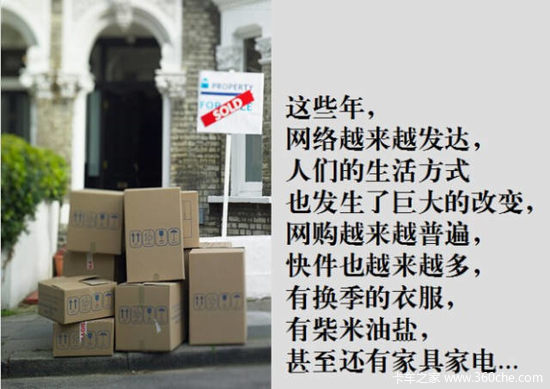 PROPERTY
FOR SALE
SOLD
这些年，
网络越来越发达，
人们的生活方式
也发生了巨大的改变，
网购越来越普遍，
快件也越来越多，
有换季的衣服，
有柴米油盐，
甚至还有家具家电...
卡车之家 www.360che.com